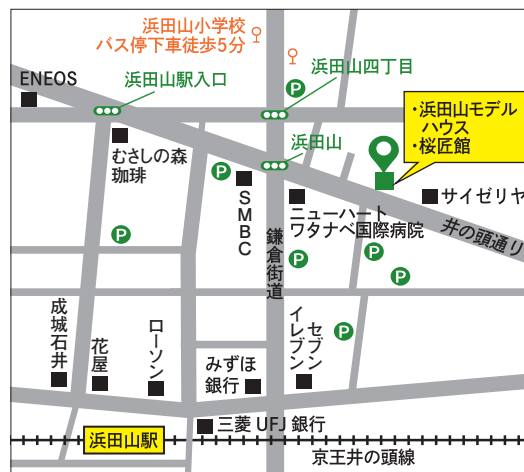 浜田山小学校
バス停下車徒歩5分
ENEOS
浜田山駅入口
浜田山四丁目
P
・浜田山モデル
ハウス
・桜匠館
むさしの森
珈琲
P
浜田山
SMBC
サイゼリヤ
ニューハート
ワタナベ国際病院
井の頭通り
P
鎌倉街道
P
P
P
成城石井
花屋
ローソン
みずほ
銀行
セブン
イレブン
P
三菱UFJ銀行
浜田山駅
京王井の頭線